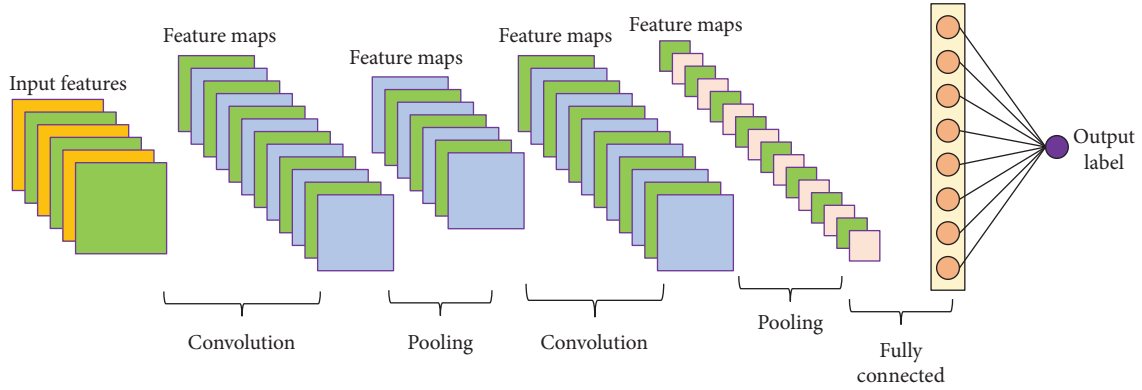 Input features
Feature maps
Feature maps
Feature maps
Feature maps
Output
label
Convolution
Pooling
Convolution
Pooling
Fully
connected